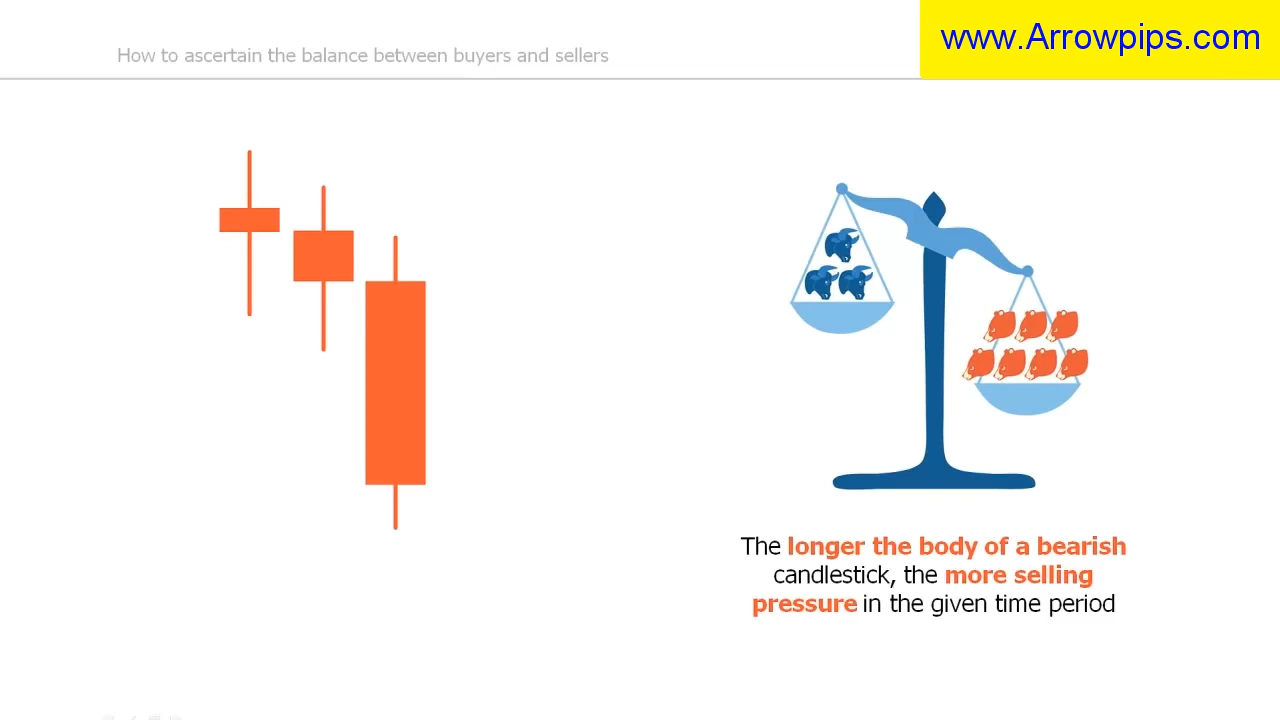 How to ascertain the balance between buyers and sellers
www.Arrowpips.com
The longer the body of a bearish
candlestick, the more selling
pressure in the given time period